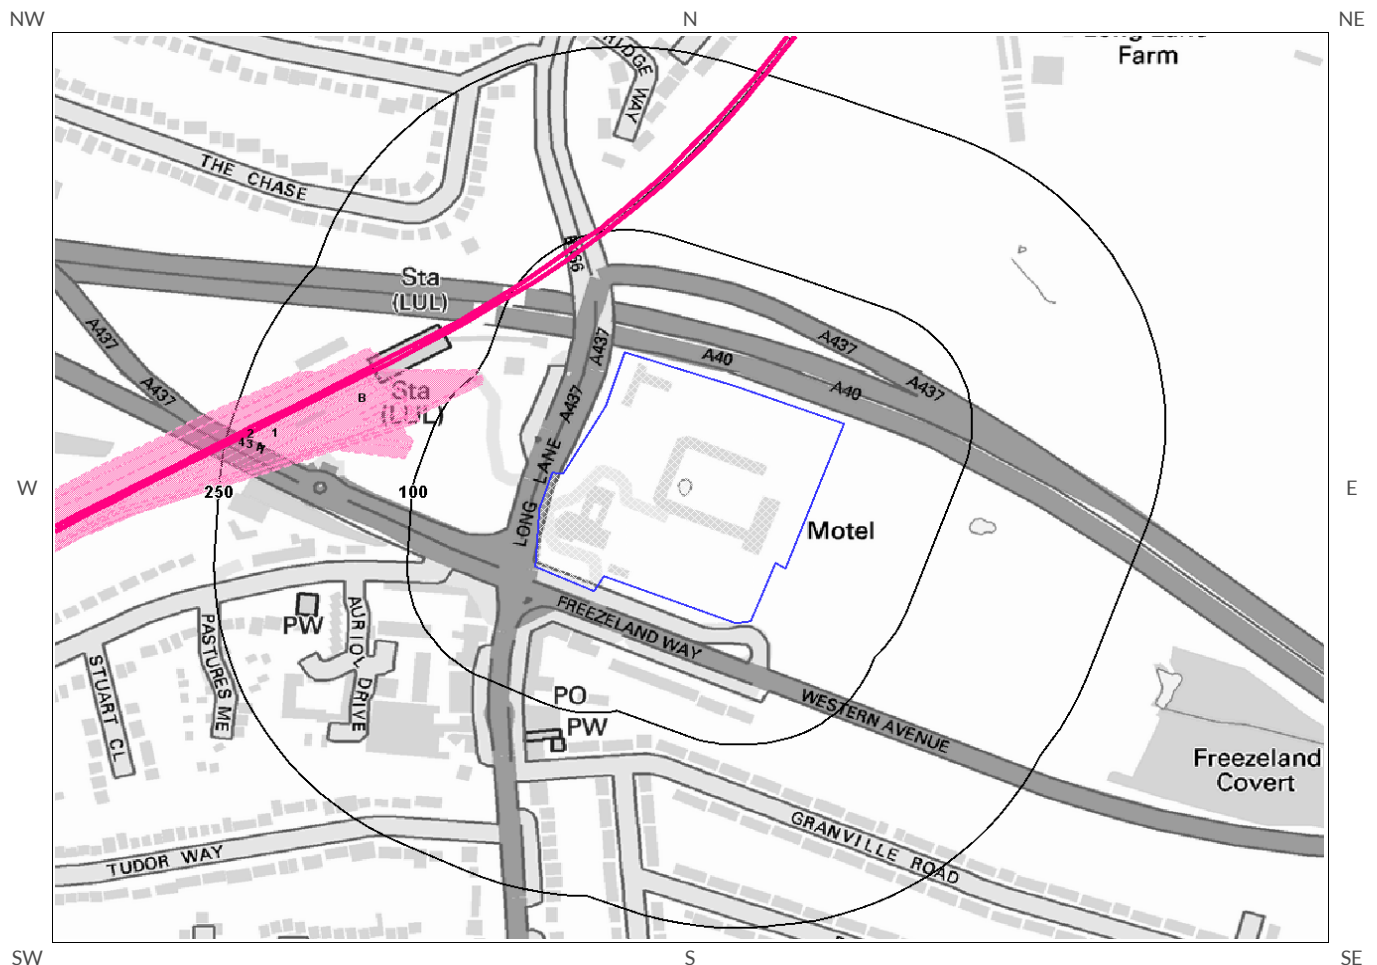 NW
N
NE
Farm
RIDGE WAY
THE CHASE
Sta
(LUL)
A437
A437
A437
A437
A40
A40
A437
A437
Sta
(LUL)
B
2
1
LONG LANE
W
250
100
E
Motel
FREEZELAND WAY
PW
AURIOL DRIVE
PASTURES ME
STUART CL
PO
PW
WESTERN AVENUE
Freezeland
Covert
GRANVILLE ROAD
TUDOR WAY
SW
S
SE